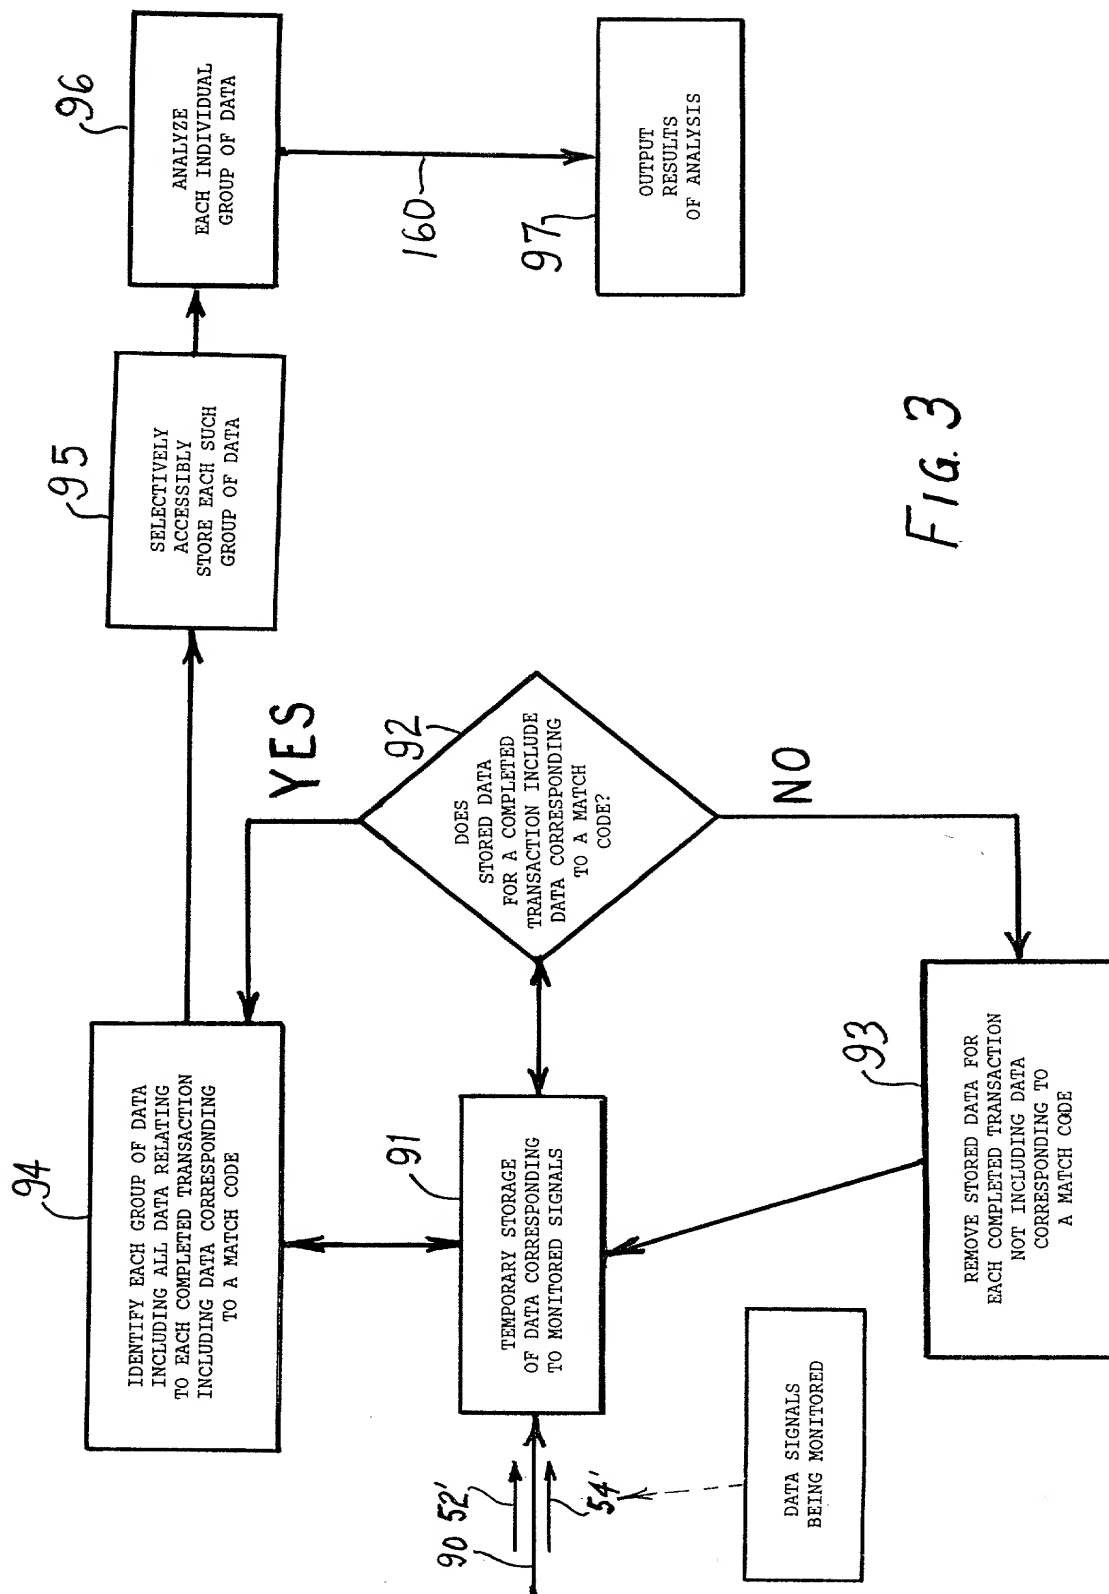 94
IDENTIFY EACH GROUP OF DATA
INCLUDING ALL DATA RELATING
TO EACH COMPLETED TRANSACTION
INCLUDING DATA CORRESPONDING
TO A MATCH CODE
95
SELECTIVELY
ACCESSIBLY
STORE EACH SUCH
GROUP OF DATA
96
ANALYZE
EACH INDIVIDUAL
GROUP OF DATA
YES
90
52'
54'
91
TEMPORARY STORAGE
OF DATA CORRESPONDING
TO MONITORED SIGNALS
92
DOES
STORED DATA
FOR A COMPLETED
TRANSACTION INCLUDE
DATA CORRESPONDING
TO A MATCH
CODE?
160
97
OUTPUT
RESULTS
OF ANALYSIS
NO
DATA SIGNALS
BEING MONITORED
93
REMOVE STORED DATA FOR
EACH COMPLETED TRANSACTION
NOT INCLUDING DATA
CORRESPONDING TO
A MATCH CODE
FIG. 3